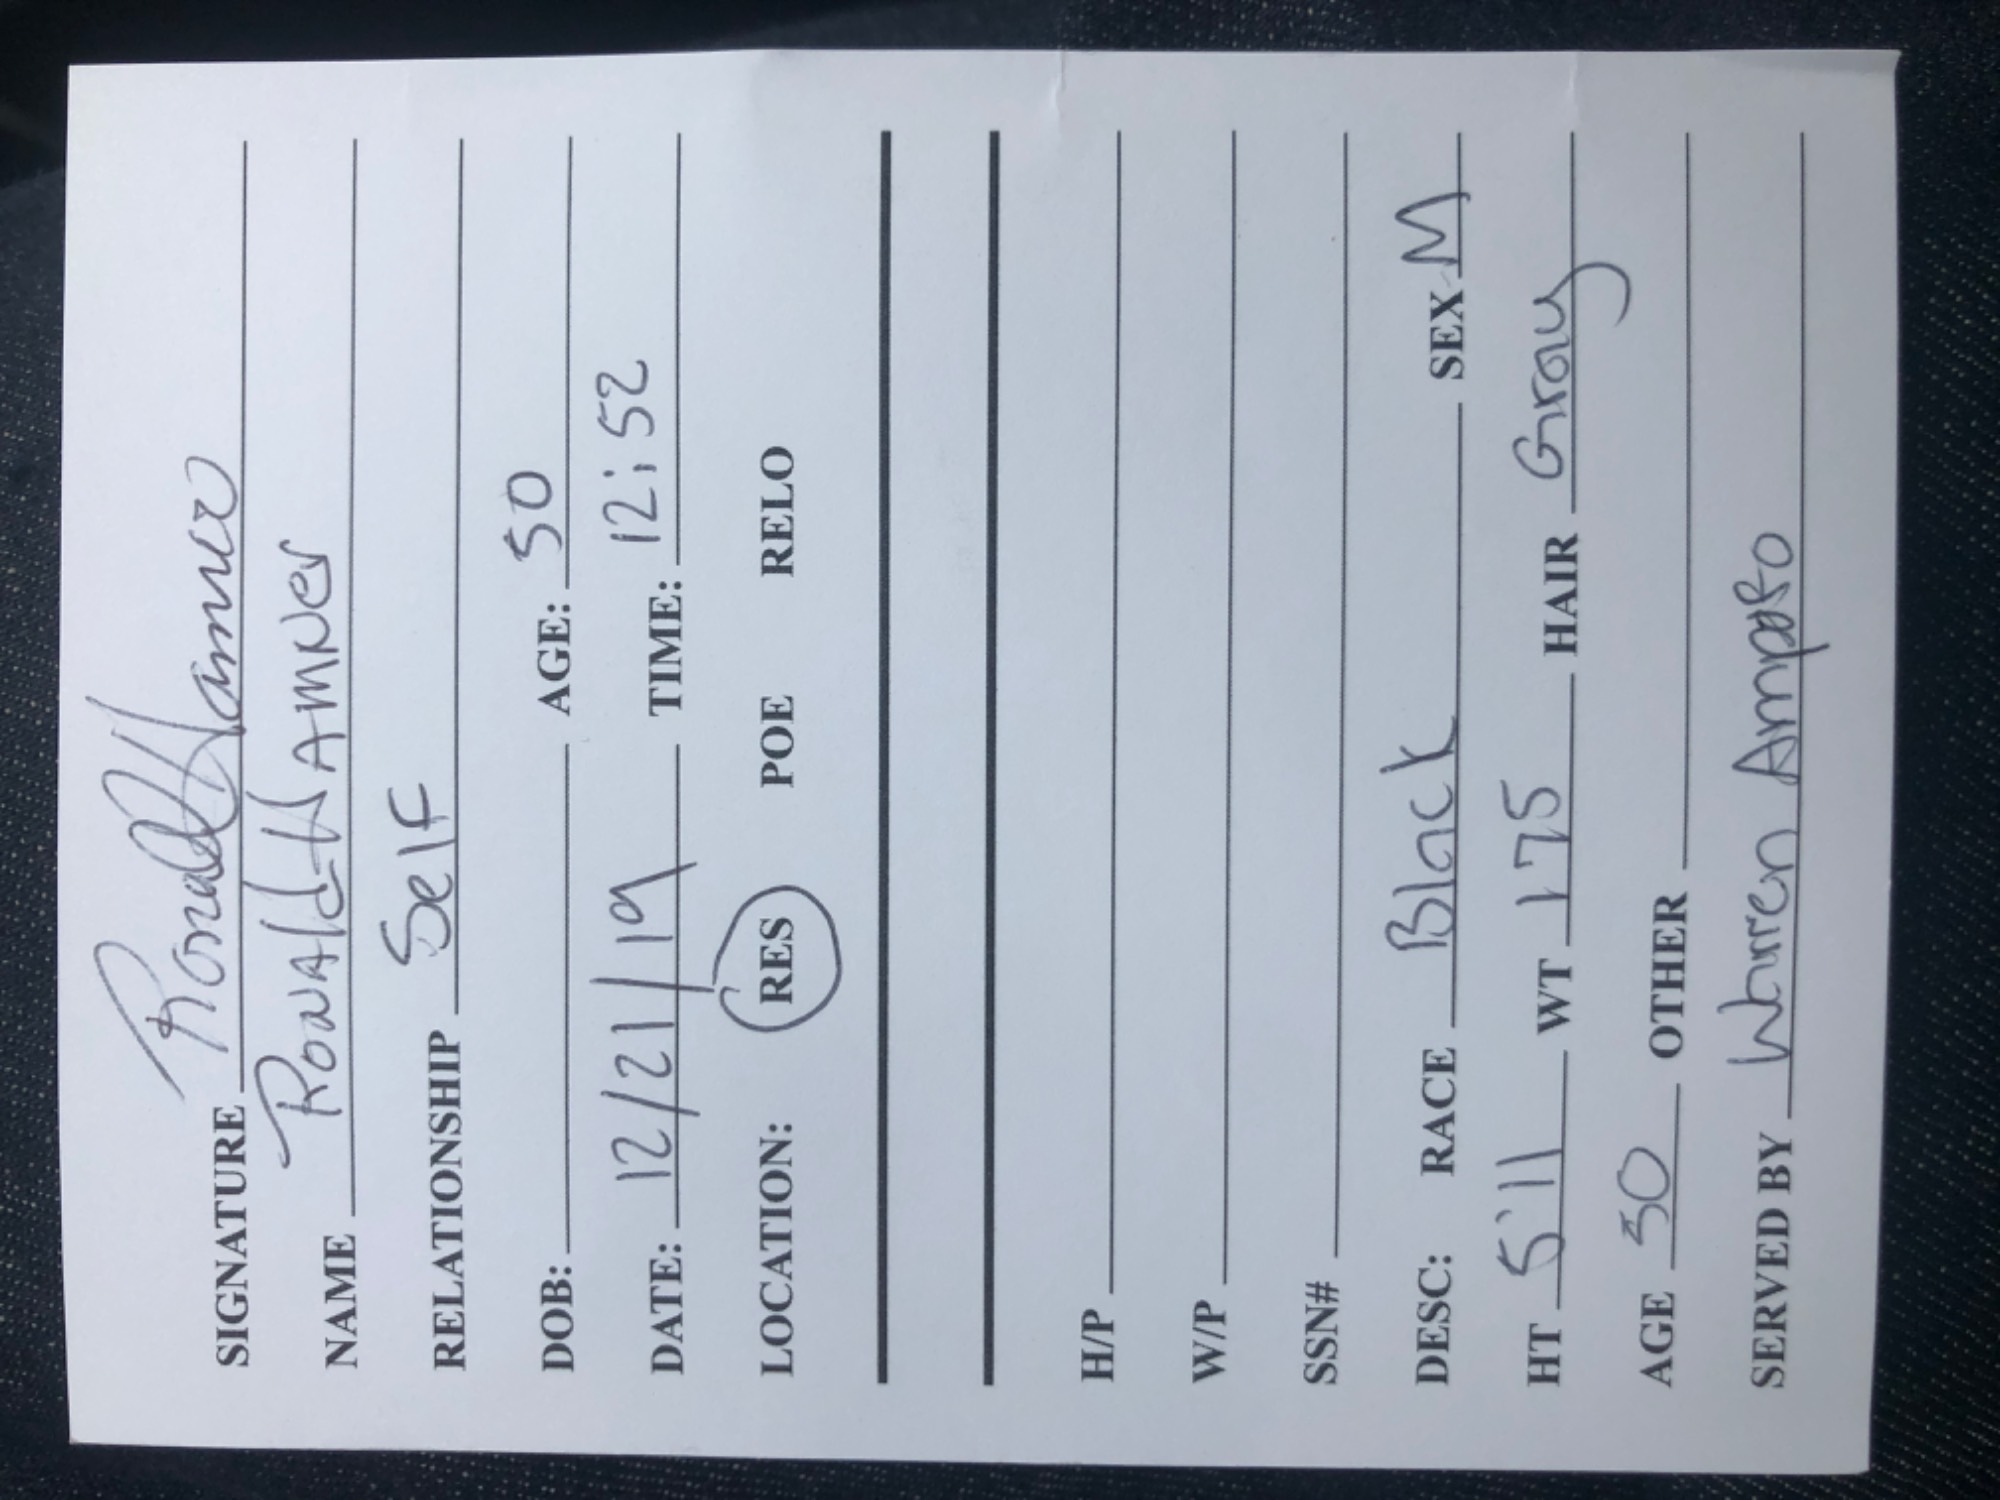 SIGNATURE Ronald Hamner
NAME Ronald Hamner
RELATIONSHIP Self
DOB: AGE: 50
DATE: 12/21/19 TIME: 12:52
LOCATION: RES POE RELO
H/P
W/P
SSN#
DESC: RACE Black SEX M
HT 5'11 WT 175 HAIR Gray
AGE 50 OTHER
SERVED BY Warren